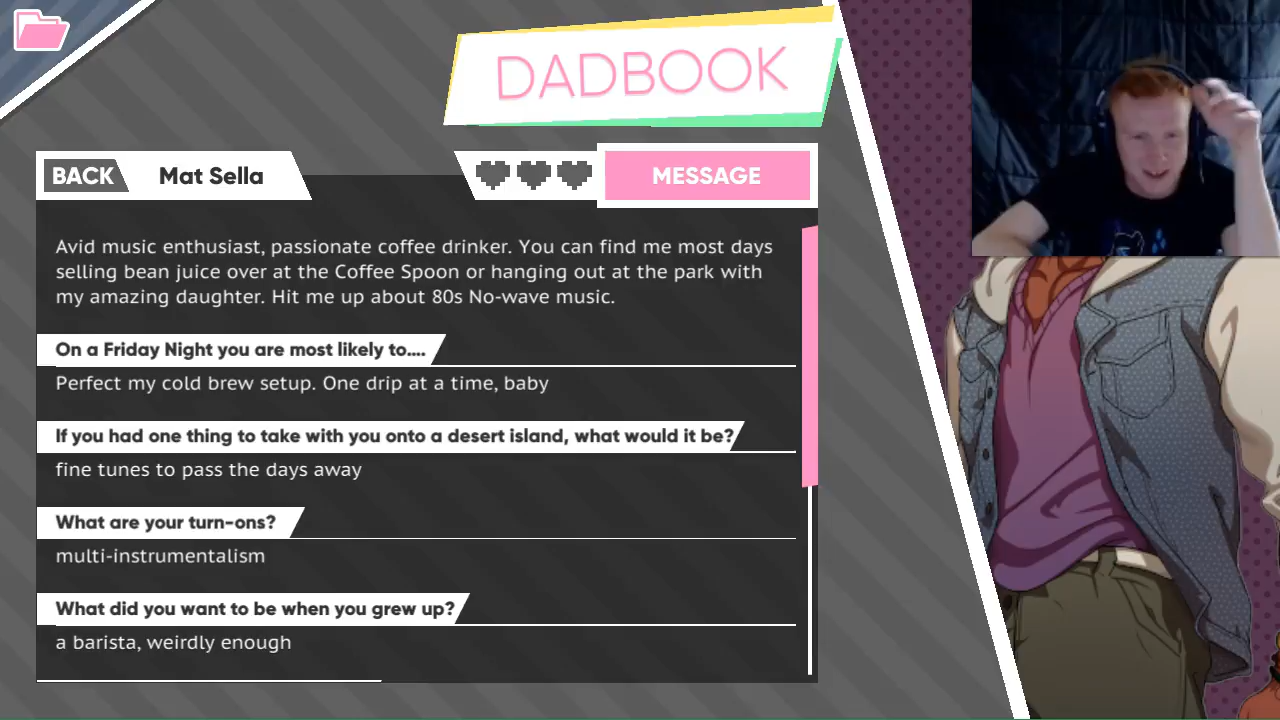 DADBOOK
BACK
Mat Sella
MESSAGE
Avid music enthusiast, passionate coffee drinker. You can find me most days
selling bean juice over at the Coffee Spoon or hanging out at the park with
my amazing daughter. Hit me up about 80s No-wave music.
On a Friday Night you are most likely to....
Perfect my cold brew setup. One drip at a time, baby
If you had one thing to take with you onto a desert island, what would it be?
fine tunes to pass the days away
What are your turn-ons?
multi-instrumentalism
What did you want to be when you grew up?
a barista, weirdly enough